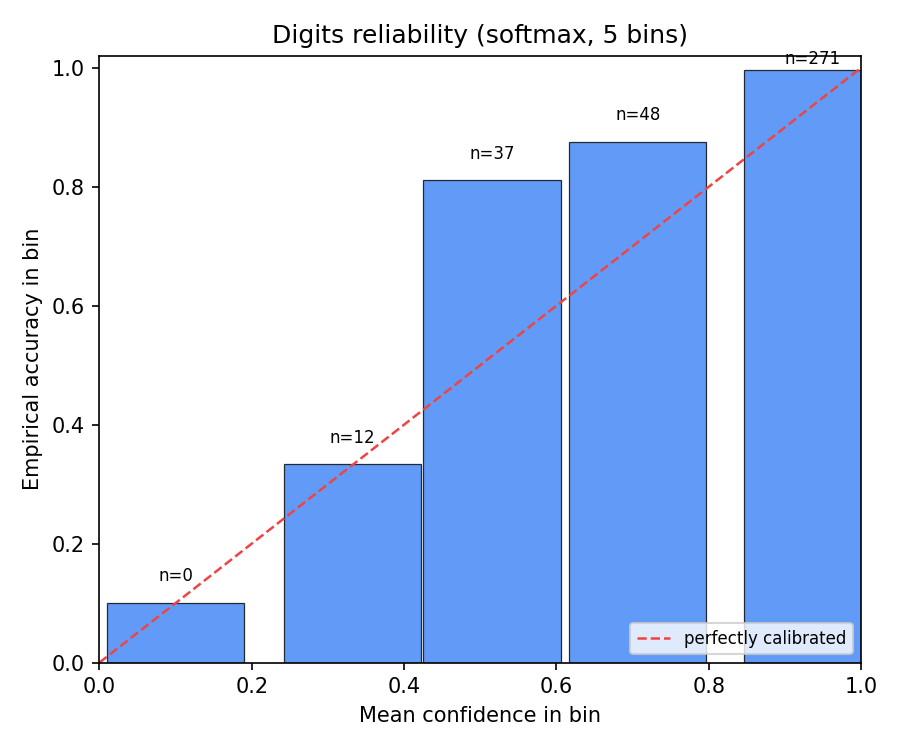 Digits reliability (softmax, 5 bins)
Empirical accuracy in bin
1.0
0.8
0.6
0.4
0.2
0.0
n=0
n=12
n=37
n=48
n=271
perfectly calibrated
0.0 0.2 0.4 0.6 0.8 1.0
Mean confidence in bin